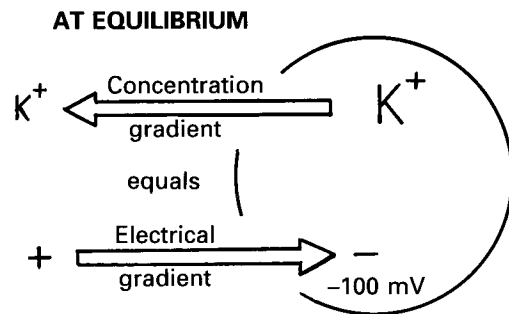 AT EQUILIBRIUM
Concentration
K+ K+
gradient
equals
Electrical
+ −
gradient
–100 mV